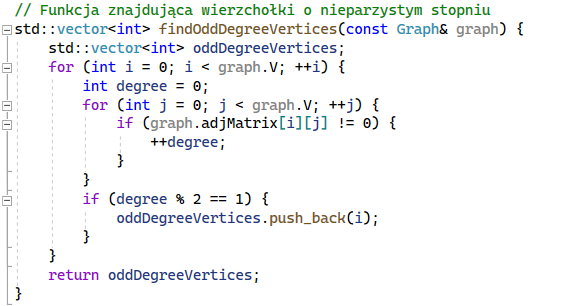 // Funkcja znajdująca wierzchołki o nieparzystym stopniu
std::vector<int> findOddDegreeVertices(const Graph& graph) {
    std::vector<int> oddDegreeVertices;
    for (int i = 0; i < graph.V; ++i) {
        int degree = 0;
        for (int j = 0; j < graph.V; ++j) {
            if (graph.adjMatrix[i][j] != 0) {
                ++degree;
            }
        }
        if (degree % 2 == 1) {
            oddDegreeVertices.push_back(i);
        }
    }
    return oddDegreeVertices;
}